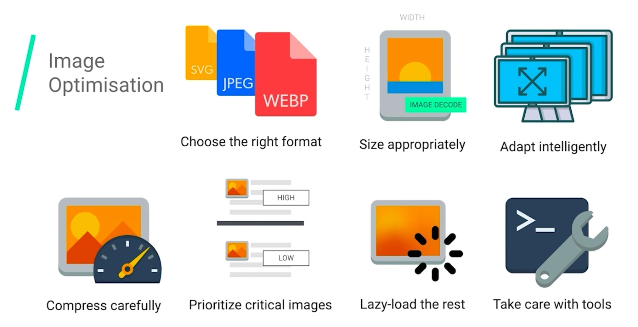 Image
Optimisation
SVG
JPEG
WEBP
Choose the right format
WIDTH
HEIGHT
IMAGE DECODE
Size appropriately
Adapt intelligently
Compress carefully
HIGH
LOW
Prioritize critical images
Lazy-load the rest
>_
Take care with tools